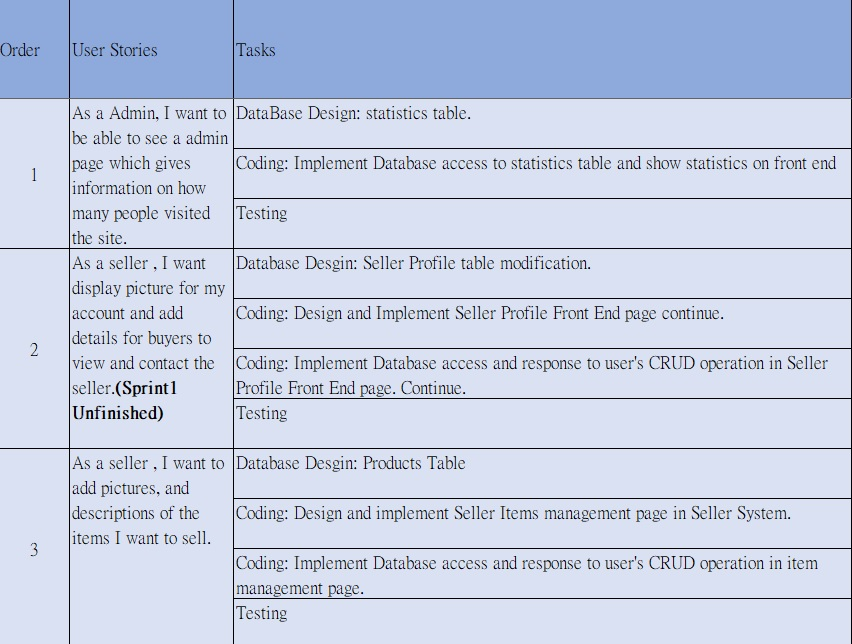 Order User Stories Tasks
1
As a Admin, I want to
be able to see a admin
page which gives
information on how
many people visited
the site.
DataBase Design: statistics table.
Coding: Implement Database access to statistics table and show statistics on front end
Testing
2
As a seller , I want
display picture for my
account and add
details for buyers to
view and contact the
seller.(Sprint1
Unfinished)
Database Desgin: Seller Profile table modification.
Coding: Design and Implement Seller Profile Front End page continue.
Coding: Implement Database access and response to user's CRUD operation in Seller
Profile Front End page. Continue.
Testing
3
As a seller , I want to
add pictures, and
descriptions of the
items I want to sell.
Database Desgin: Products Table
Coding: Design and implement Seller Items management page in Seller System.
Coding: Implement Database access and response to user's CRUD operation in item
management page.
Testing